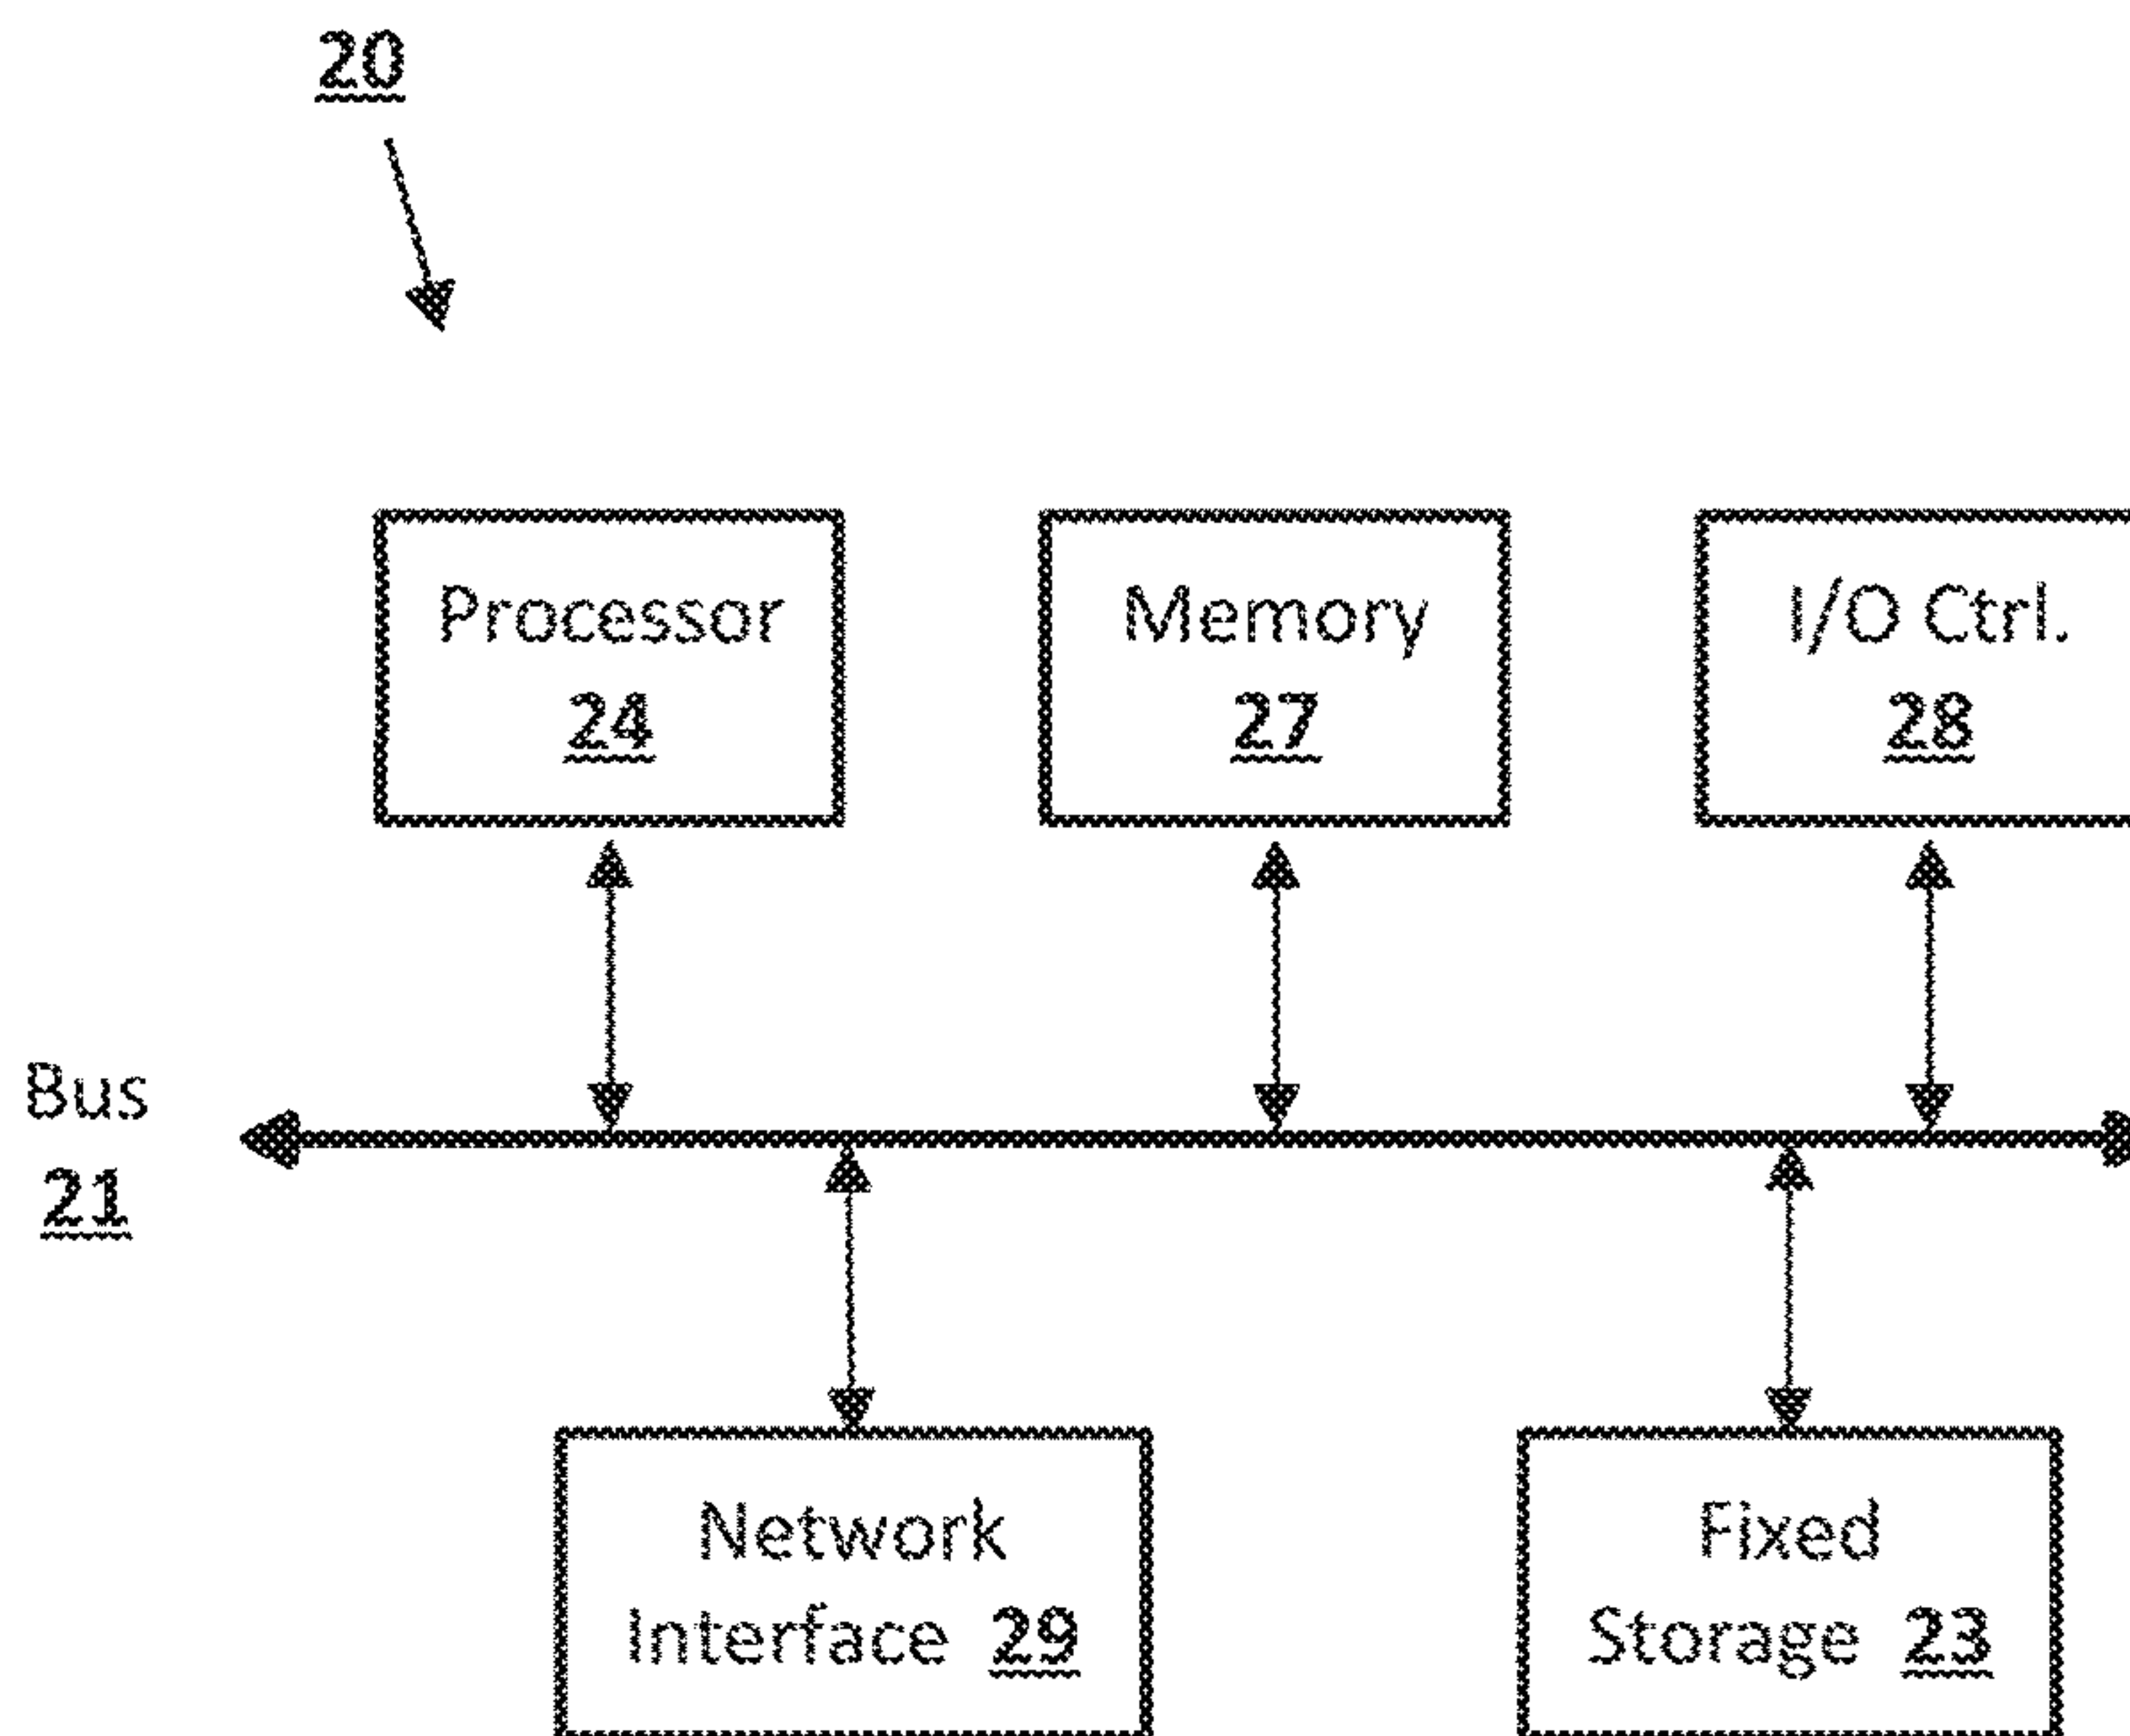 20
Processor
24
Memory
27
I/O Ctrl.
28
Bus
21
Network
Interface 29
Fixed
Storage 23